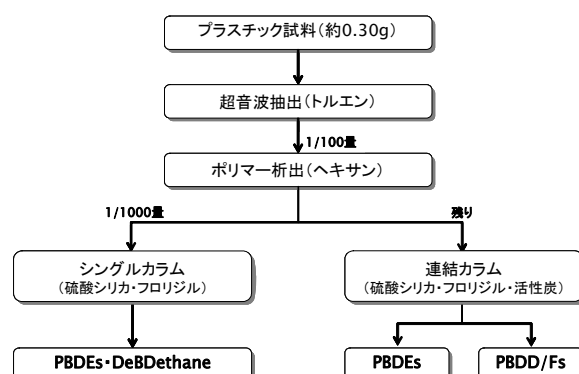 プラスチック試料(約0.30g)
超音波抽出(トルエン)
1/100量
ポリマー析出(ヘキサン)
1/1000量
残り
シングルカラム
(硫酸シリカ・フロリジル)
連結カラム
(硫酸シリカ・フロリジル・活性炭)
PBDEs・DeBDethane
PBDEs
PBDD/Fs